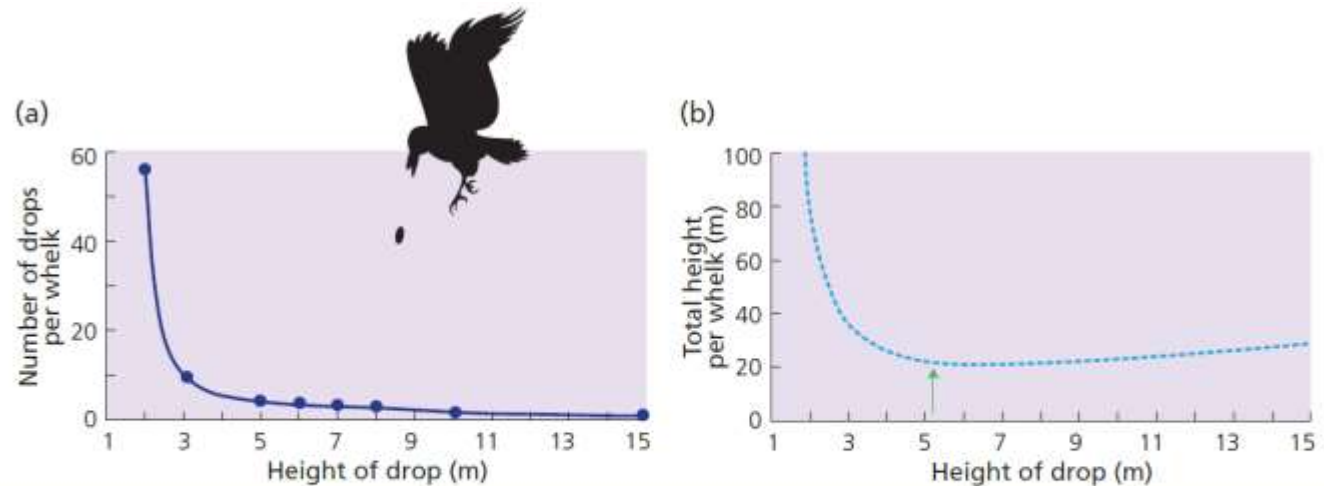 (a)
Number of drops
per whelk
60
40
20
0
1 3 5 7 9 11 13 15
Height of drop (m)
(b)
Total height
per whelk (m)
100
80
60
40
20
0
1 3 5 7 9 11 13 15
Height of drop (m)